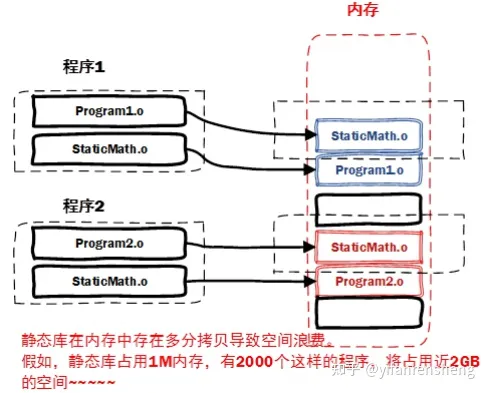 内存
程序1
Program1.o
StaticMath.o
StaticMath.o
Program1.o
程序2
Program2.o
StaticMath.o
StaticMath.o
Program2.o
静态库在内存中存在多份拷贝导致空间浪费。
假如，静态库占用1M内存，有2000个这样的程序，将占用近2GB
的空间~~~~~
知乎 @yifanrensheng